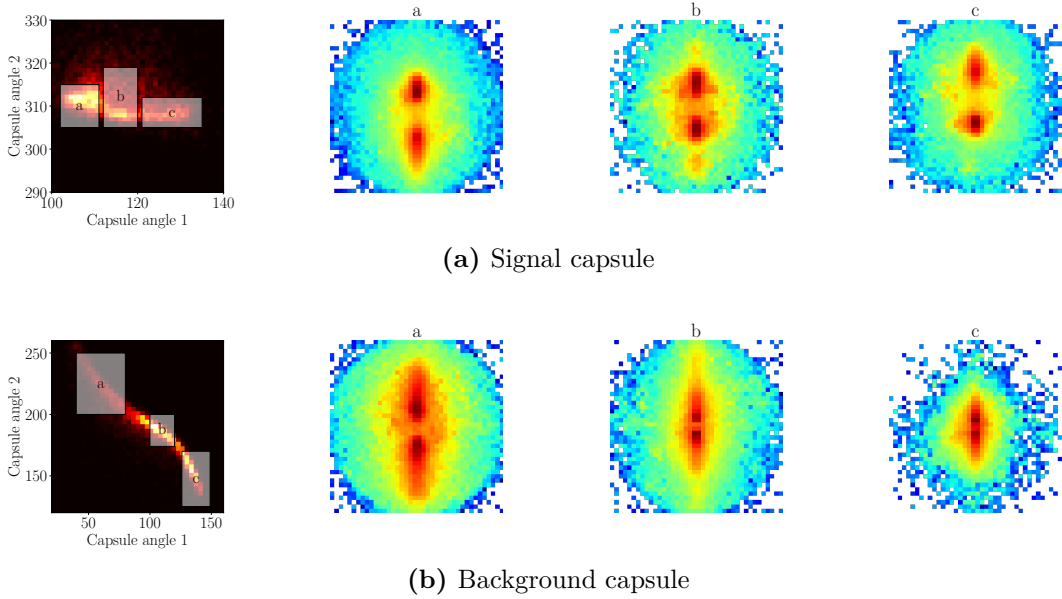 a b c
330
320
310
300
290
Capsule angle 2
a b c
100 120 140
Capsule angle 1
(a) Signal capsule
a b c
250
200
150
Capsule angle 2
a b c
50 100 150
Capsule angle 1
(b) Background capsule